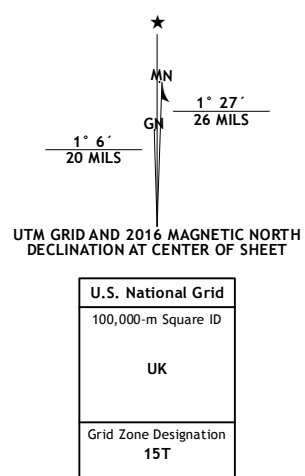 ★
MN
1° 27´
26 MILS
GN
1° 6´
20 MILS
UTM GRID AND 2016 MAGNETIC NORTH
DECLINATION AT CENTER OF SHEET
U.S. National Grid
100,000-m Square ID
UK
Grid Zone Designation
15T